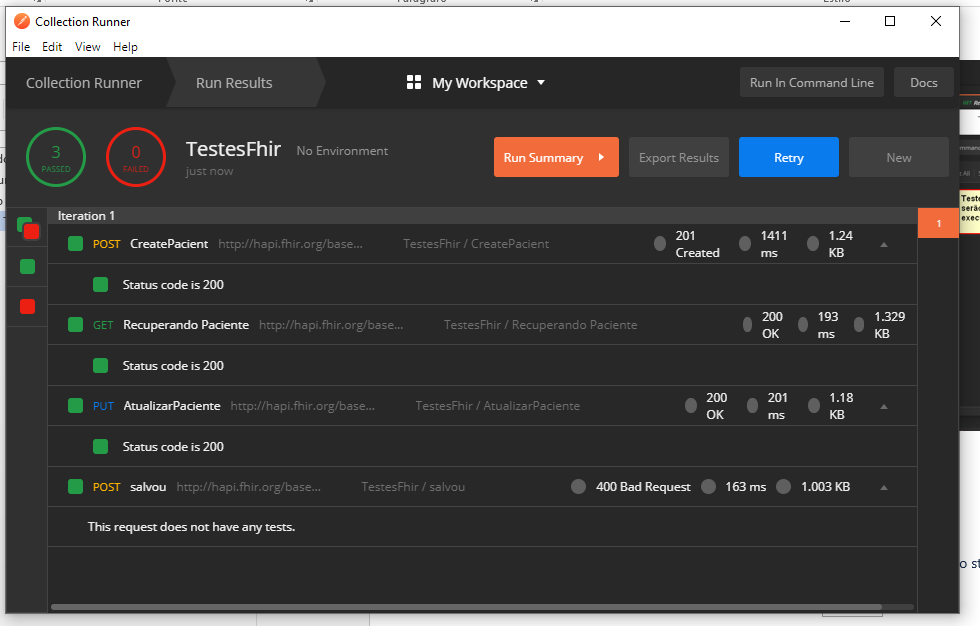 Collection Runner
File Edit View Help
Collection Runner Run Results My Workspace Run In Command Line Docs
3 PASSED
0 FAILED
TestesFhir No Environment
just now
Run Summary Export Results Retry New
Iteration 1
1
POST CreatePacient http://hapi.fhir.org/base... TestesFhir / CreatePacient 201 Created 1411 ms 1.24 KB
Status code is 200
GET Recuperando Paciente http://hapi.fhir.org/base... TestesFhir / Recuperando Paciente 200 OK 193 ms 1.329 KB
Status code is 200
PUT AtualizarPaciente http://hapi.fhir.org/base... TestesFhir / AtualizarPaciente 200 OK 201 ms 1.18 KB
Status code is 200
POST salvou http://hapi.fhir.org/base... TestesFhir / salvou 400 Bad Request 163 ms 1.003 KB
This request does not have any tests.